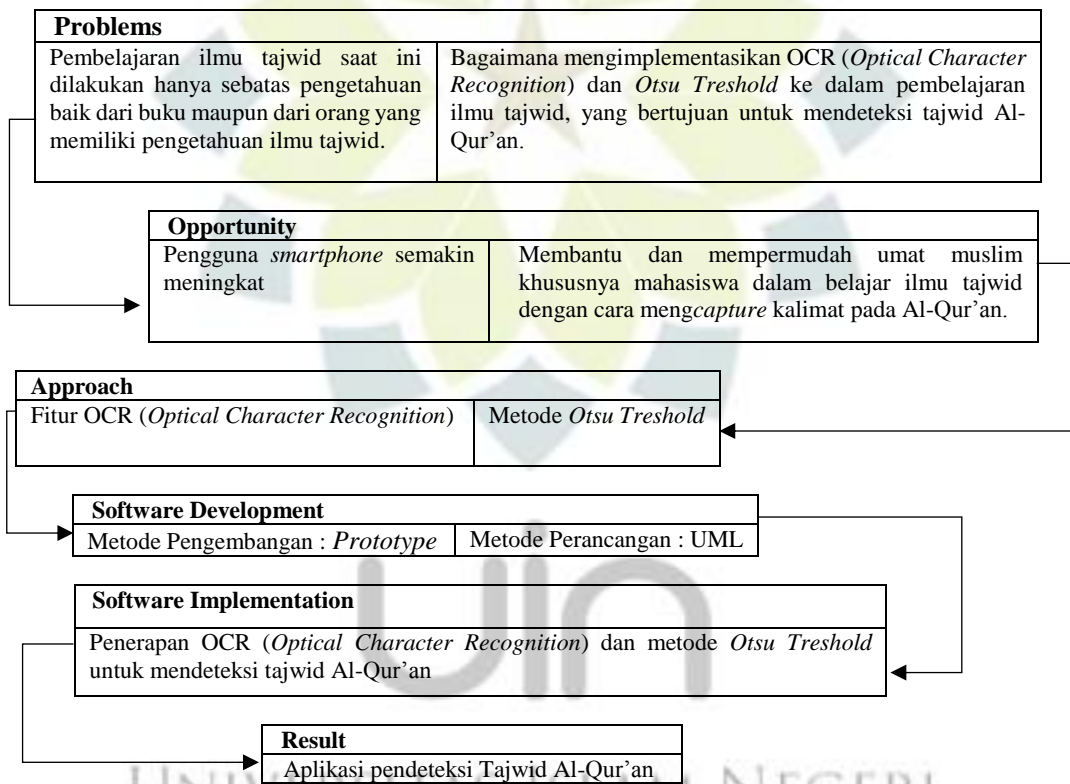 Problems
Pembelajaran ilmu tajwid saat ini
dilakukan hanya sebatas pengetahuan
baik dari buku maupun dari orang yang
memiliki pengetahuan ilmu tajwid.
Bagaimana mengimplementasikan OCR (Optical Character
Recognition) dan Otsu Treshold ke dalam pembelajaran
ilmu tajwid, yang bertujuan untuk mendeteksi tajwid Al-
Qur’an.
Opportunity
Pengguna smartphone semakin
meningkat
Membantu dan mempermudah umat muslim
khususnya mahasiswa dalam belajar ilmu tajwid
dengan cara mengcapture kalimat pada Al-Qur’an.
Approach
Fitur OCR (Optical Character Recognition)
Metode Otsu Treshold
Software Development
Metode Pengembangan : Prototype
Metode Perancangan : UML
uin
Software Implementation
Penerapan OCR (Optical Character Recognition) dan metode Otsu Treshold
untuk mendeteksi tajwid Al-Qur’an
Result
Aplikasi pendeteksi Tajwid Al-Qur’an
NEGERI